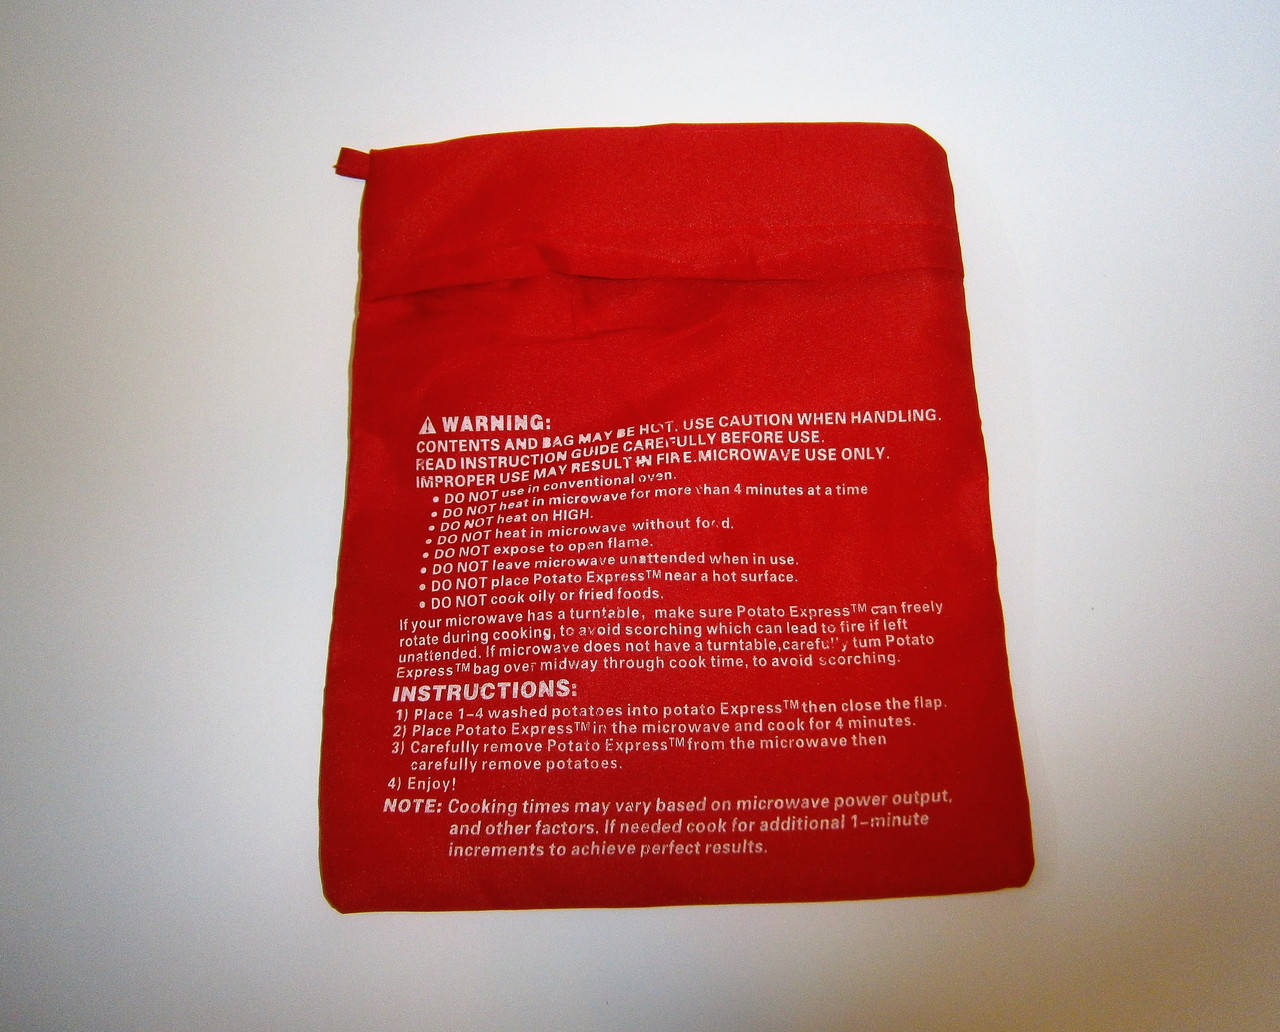 ⚠ WARNING:
CONTENTS AND BAG MAY BE HOT. USE CAUTION WHEN HANDLING.
READ INSTRUCTION GUIDE CAREFULLY BEFORE USE.
IMPROPER USE MAY RESULT IN FIRE.MICROWAVE USE ONLY.
• DO NOT use in conventional oven.
• DO NOT heat in microwave for more than 4 minutes at a time
• DO NOT heat on HIGH.
• DO NOT heat in microwave without food.
• DO NOT expose to open flame.
• DO NOT leave microwave unattended when in use.
• DO NOT place Potato Express™ near a hot surface.
• DO NOT cook oily or fried foods.
If your microwave has a turntable, make sure Potato Express™ can freely
rotate during cooking, to avoid scorching which can lead to fire if left
unattended. If microwave does not have a turntable,carefully tum Potato
Express™ bag over midway through cook time, to avoid scorching.
INSTRUCTIONS:
1) Place 1–4 washed potatoes into potato Express™ then close the flap.
2) Place Potato Express™ in the microwave and cook for 4 minutes.
3) Carefully remove Potato Express™ from the microwave then
carefully remove potatoes.
4) Enjoy!
NOTE: Cooking times may vary based on microwave power output,
and other factors. If needed cook for additional 1–minute
increments to achieve perfect results.